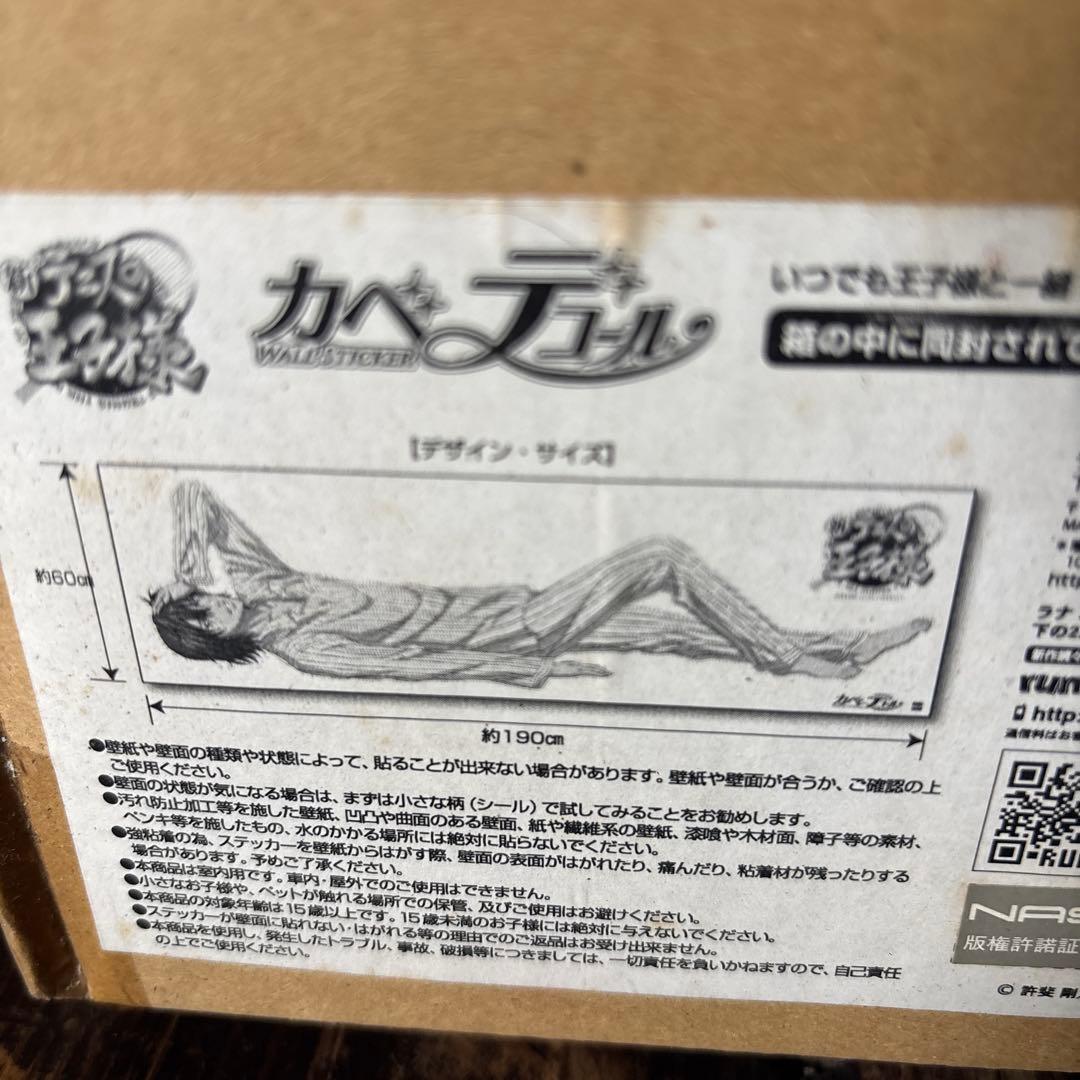 新テニスの王子様
カベデコール
WALL STICKER
いつでも王子様と一緒
箱の中に同封されて
【デザイン・サイズ】
約60cm
新テニスの王子様
カベデコール
約190cm
●壁紙や壁面の種類や状態によって、貼ることが出来ない場合があります。壁紙や壁面が合うか、ご確認の上
ご使用ください。
●壁面の状態が気になる場合は、まずは小さな柄（シール）で試してみることをお勧めします。
●汚れ防止加工等を施した壁紙、凹凸や曲面のある壁面、紙や繊維系の壁紙、漆喰や木材面、障子等の素材、
ペンキ等を施したもの、水のかかる場所には絶対に貼らないでください。
●強粘着の為、ステッカーを壁紙からはがす際、壁面の表面がはがれたり、痛んだり、粘着材が残ったりする
場合があります。予めご了承ください。
●本商品は室内用です。車内・屋外でのご使用はできません。
●小さなお子様や、ペットが触れる場所での保管、及びご使用はお避けください。
●本商品の対象年齢は15歳以上です。15歳未満のお子様には絶対に与えないでください。
●ステッカーが壁面に貼れない・はがれる等の理由でのご返品はお受け出来ません。
●本商品を使用し、発生したトラブル、事故、破損等につきましては、一切責任を負いかねますので、自己責任
の上でご使用ください。
ラナ
下の2
run
http:
通信料はお客
NAS
版権許諾証
© 許斐 剛